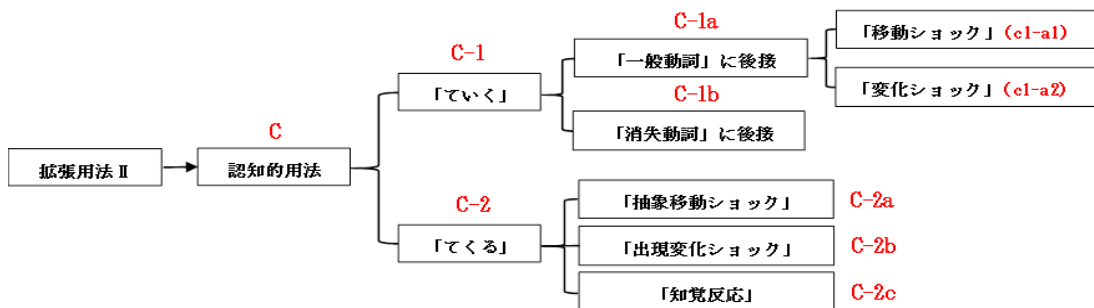 C-1a
「移動ショック」(c1-a1)
C-1
「一般動詞」に後接
「ていく」
C-1b
「変化ショック」(c1-a2)
C
「消失動詞」に後接
拡張用法Ⅱ
認知的用法
C-2
「抽象移動ショック」
C-2a
「てくる」
「出現変化ショック」
C-2b
「知覚反応」
C-2c